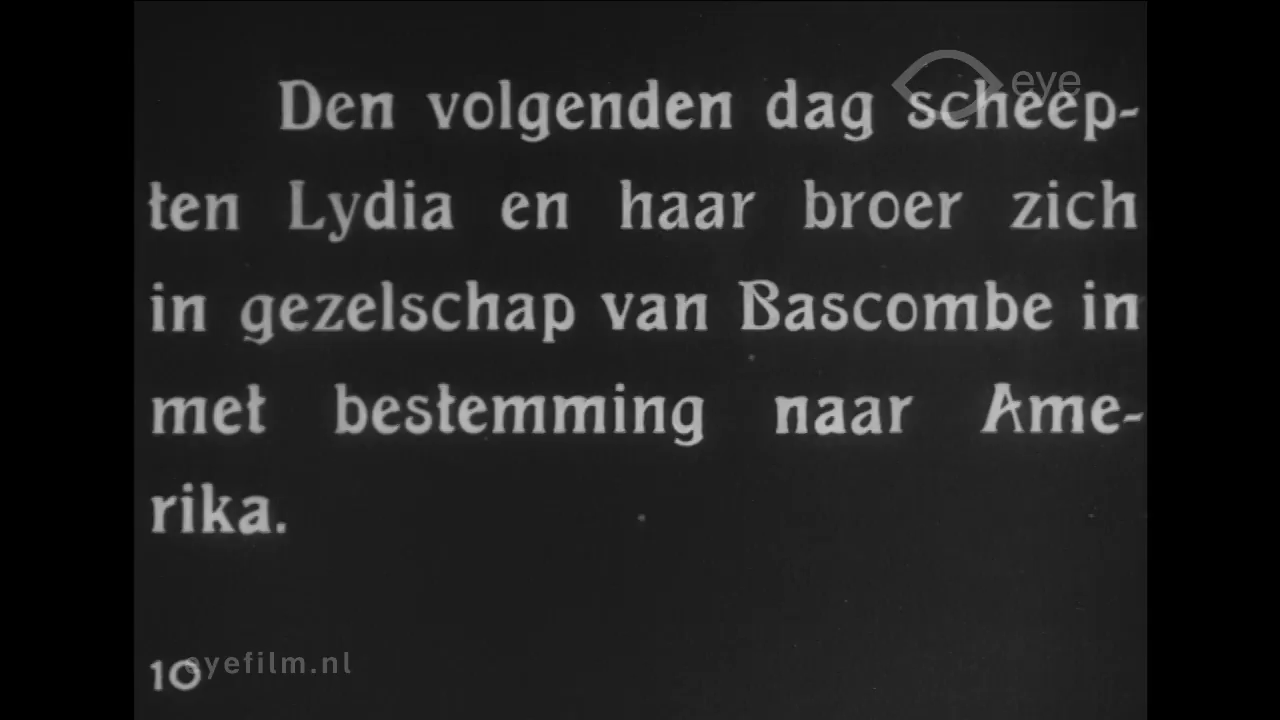 eye
Den volgenden dag scheep-
ten Lydia en haar broer zich
in gezelschap van Bascombe in
met bestemming naar Ame-
rika.
10
eyefilm.nl